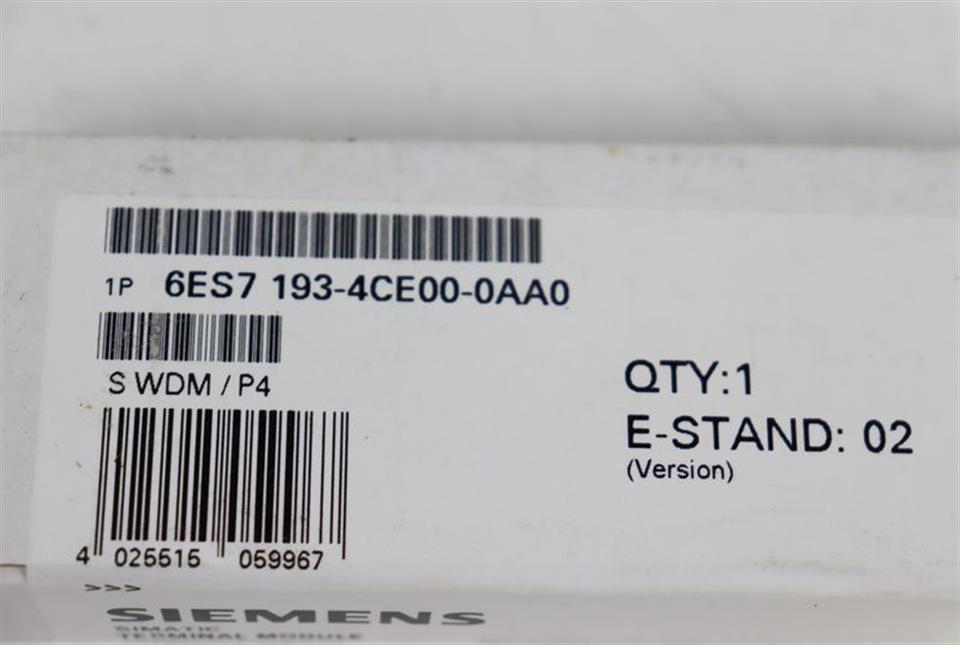 1P 6ES7 193-4CE00-0AA0
S WDM / P4
QTY:1
E-STAND: 02
(Version)
4 025515 059967
>>>
SIEMENS
SIMATIC
TERMINAL MODULE